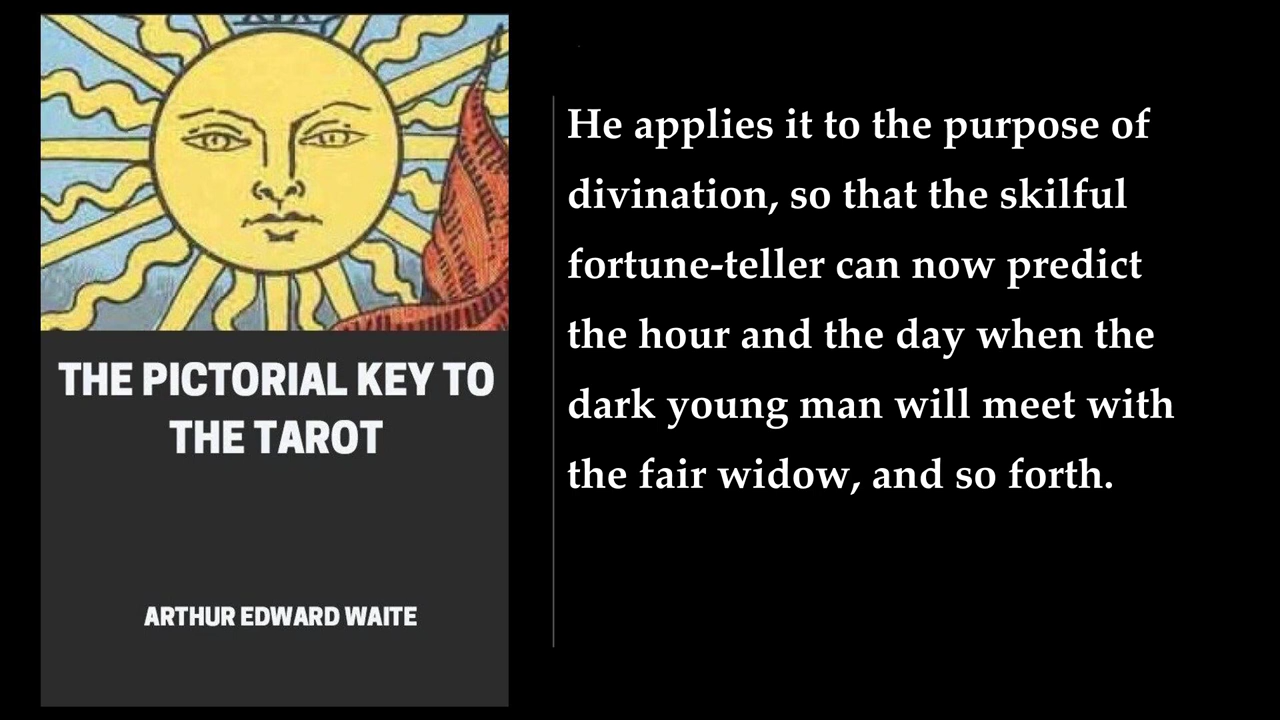 XIX
THE PICTORIAL KEY TO
THE TAROT
ARTHUR EDWARD WAITE
He applies it to the purpose of
divination, so that the skilful
fortune-teller can now predict
the hour and the day when the
dark young man will meet with
the fair widow, and so forth.